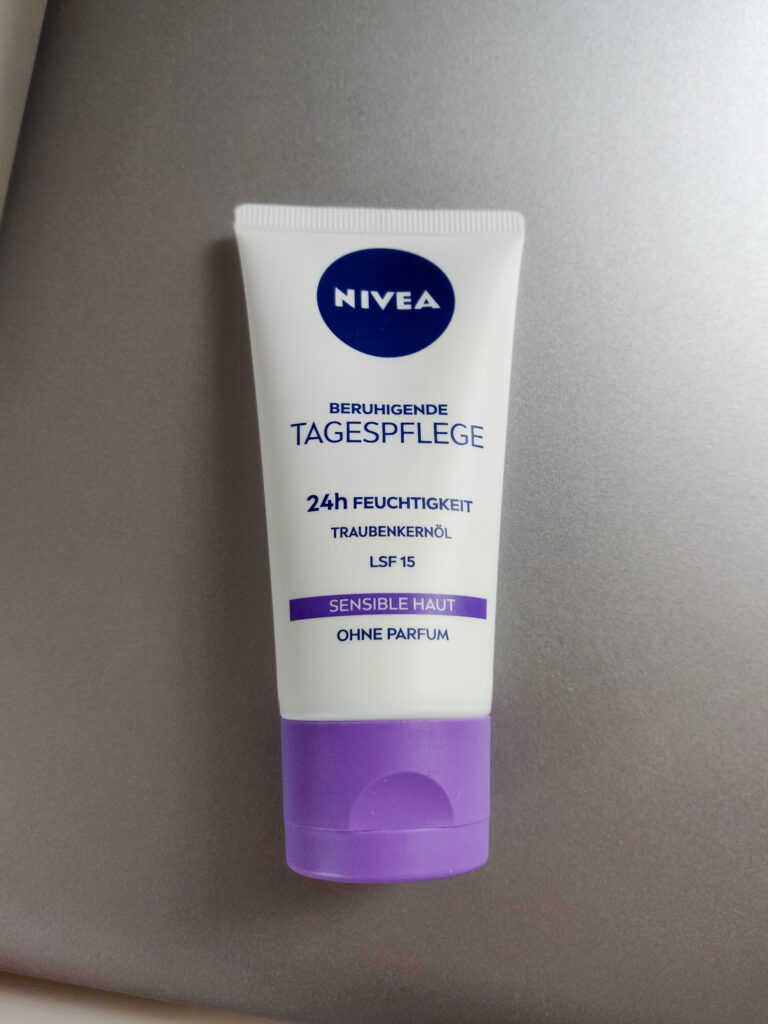 NIVEA
BERUHIGENDE
TAGESPFLEGE
24h FEUCHTIGKEIT
TRAUBENKERNÖL
LSF 15
SENSIBLE HAUT
OHNE PARFUM